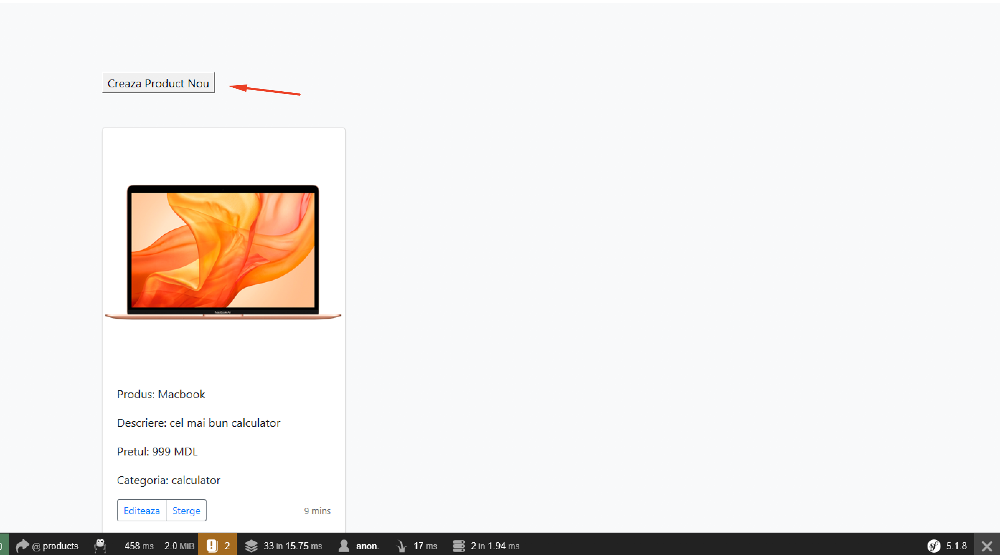 Creaza Product Nou
MacBook Air
Produs: Macbook
Descriere: cel mai bun calculator
Pretul: 999 MDL
Categoria: calculator
Editeaza Sterge 9 mins
@ products 458 ms 2.0 MiB 2 33 in 15.75 ms anon. 17 ms 2 in 1.94 ms sf 5.1.8